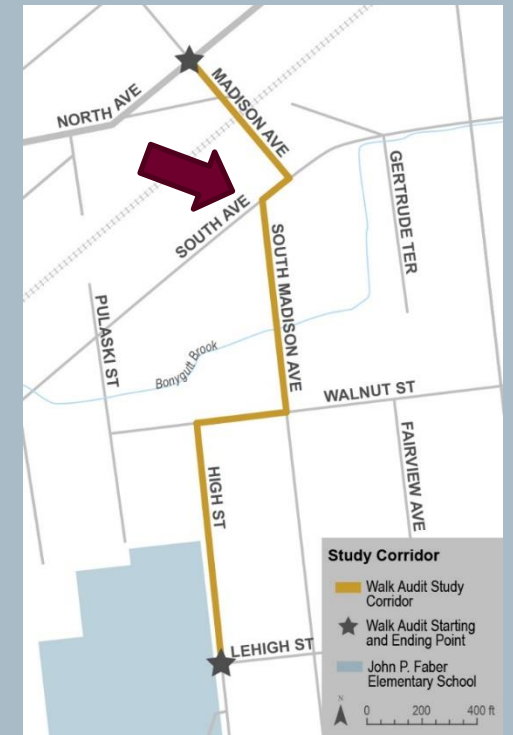 MADISON AVE
NORTH AVE
SOUTH AVE
GERTRUDE TER
SOUTH MADISON AVE
PULASKI ST
Bonygutt Brook
WALNUT ST
FAIRVIEW AVE
HIGH ST
LEHIGH ST
Study Corridor
Walk Audit Study
Corridor
Walk Audit Starting
and Ending Point
John P. Faber
Elementary School
N
0 200 400 ft